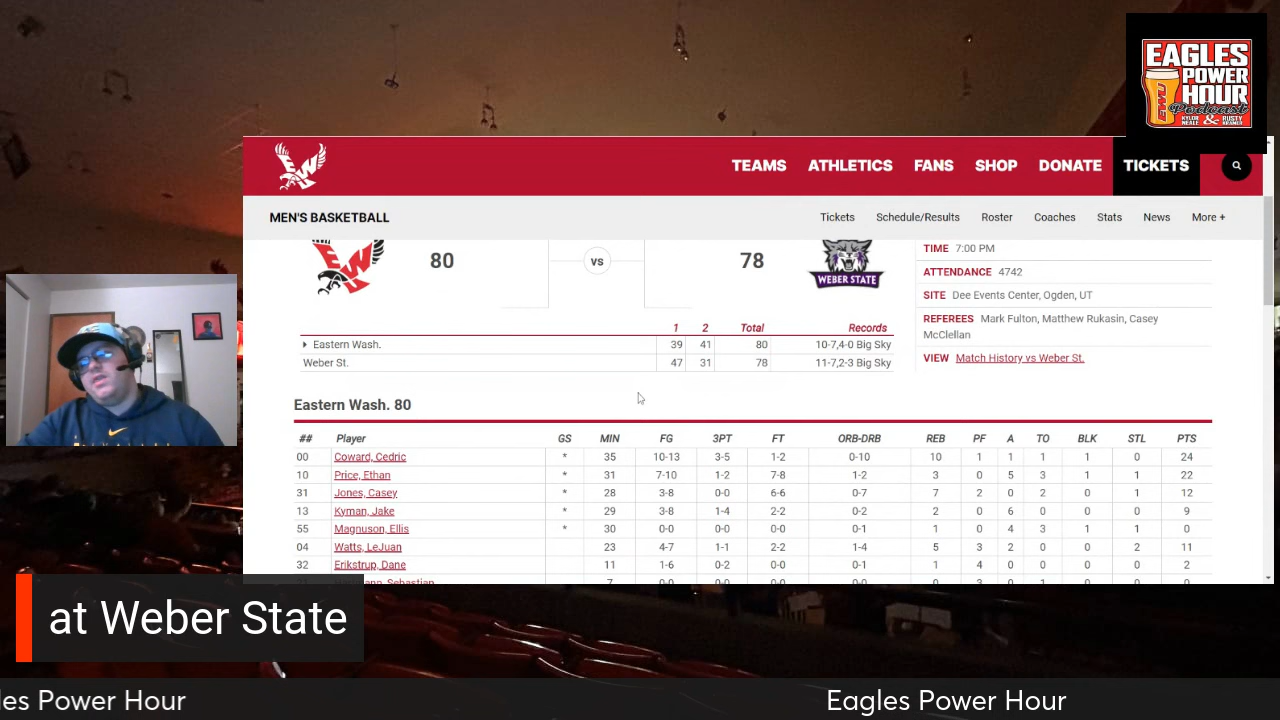 EAGLES
POWER
HOUR
Podcast
KYLOR NEALE & RUSTY KRAMER
TEAMS ATHLETICS FANS SHOP DONATE TICKETS
MEN'S BASKETBALL Tickets Schedule/Results Roster Coaches Stats News More +
80 vs 78
WEBER STATE
TIME 7:00 PM
ATTENDANCE 4742
SITE Dee Events Center, Ogden, UT
REFEREES Mark Fulton, Matthew Rukasin, Casey
McClellan
VIEW Match History vs Weber St.
1 2 Total Records
Eastern Wash. 39 41 80 10-7,4-0 Big Sky
Weber St. 47 31 78 11-7,2-3 Big Sky
Eastern Wash. 80
## Player GS MIN FG 3PT FT ORB-DRB REB PF A TO BLK STL PTS
00 Coward, Cedric * 35 10-13 3-5 1-2 0-10 10 1 1 1 1 0 24
10 Price, Ethan * 31 7-10 1-2 7-8 1-2 3 0 5 3 1 1 22
31 Jones, Casey * 28 3-8 0-0 6-6 0-7 7 2 0 2 0 1 12
13 Kyman, Jake * 29 3-8 1-4 2-2 0-2 2 0 6 0 0 0 9
55 Magnuson, Ellis * 30 0-0 0-0 0-0 0-1 1 0 4 3 1 1 0
04 Watts, LeJuan 23 4-7 1-1 2-2 1-4 5 3 2 0 0 2 11
32 Erikstrup, Dane 11 1-6 0-2 0-0 0-1 1 4 0 0 0 0 2
at Weber State
les Power Hour Eagles Power Hour